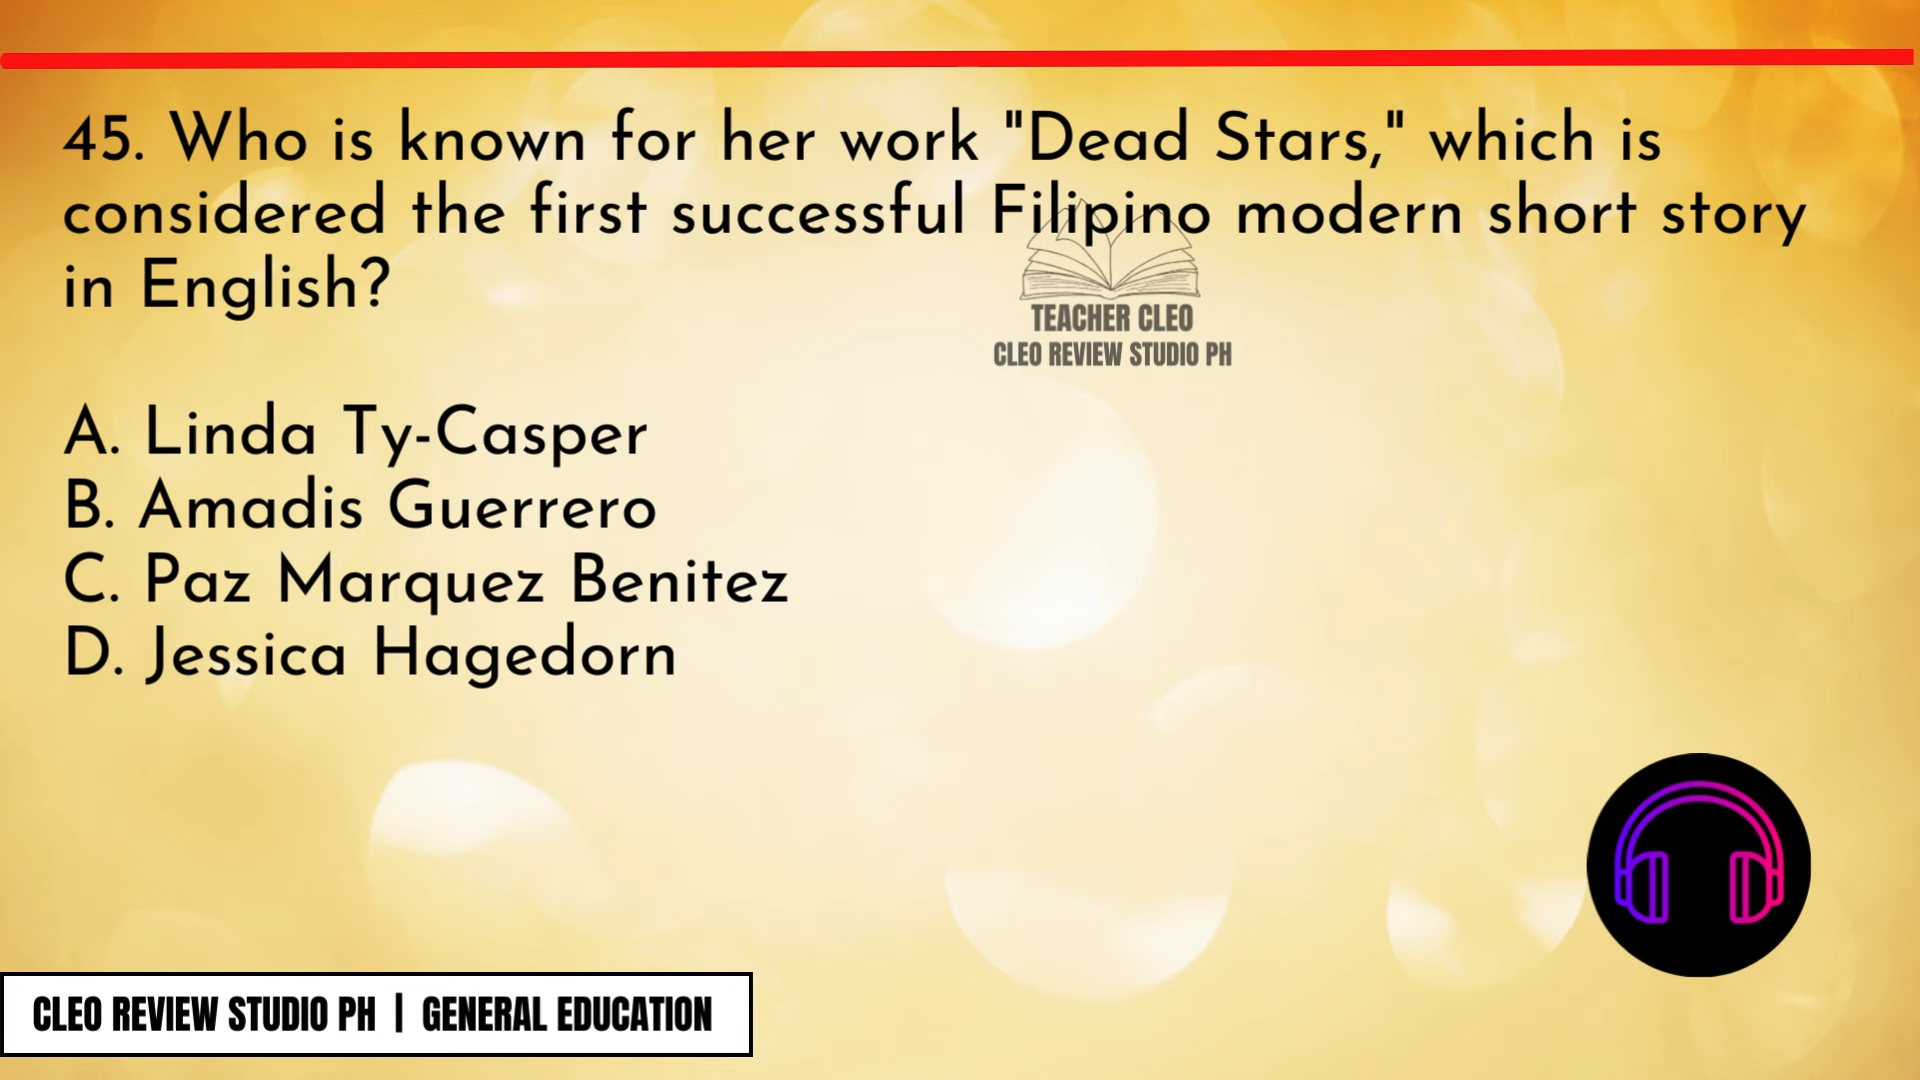 45. Who is known for her work "Dead Stars," which is
considered the first successful Filipino modern short story
in English?
TEACHER CLEO
CLEO REVIEW STUDIO PH
A. Linda Ty-Casper
B. Amadis Guerrero
C. Paz Marquez Benitez
D. Jessica Hagedorn
CLEO REVIEW STUDIO PH | GENERAL EDUCATION